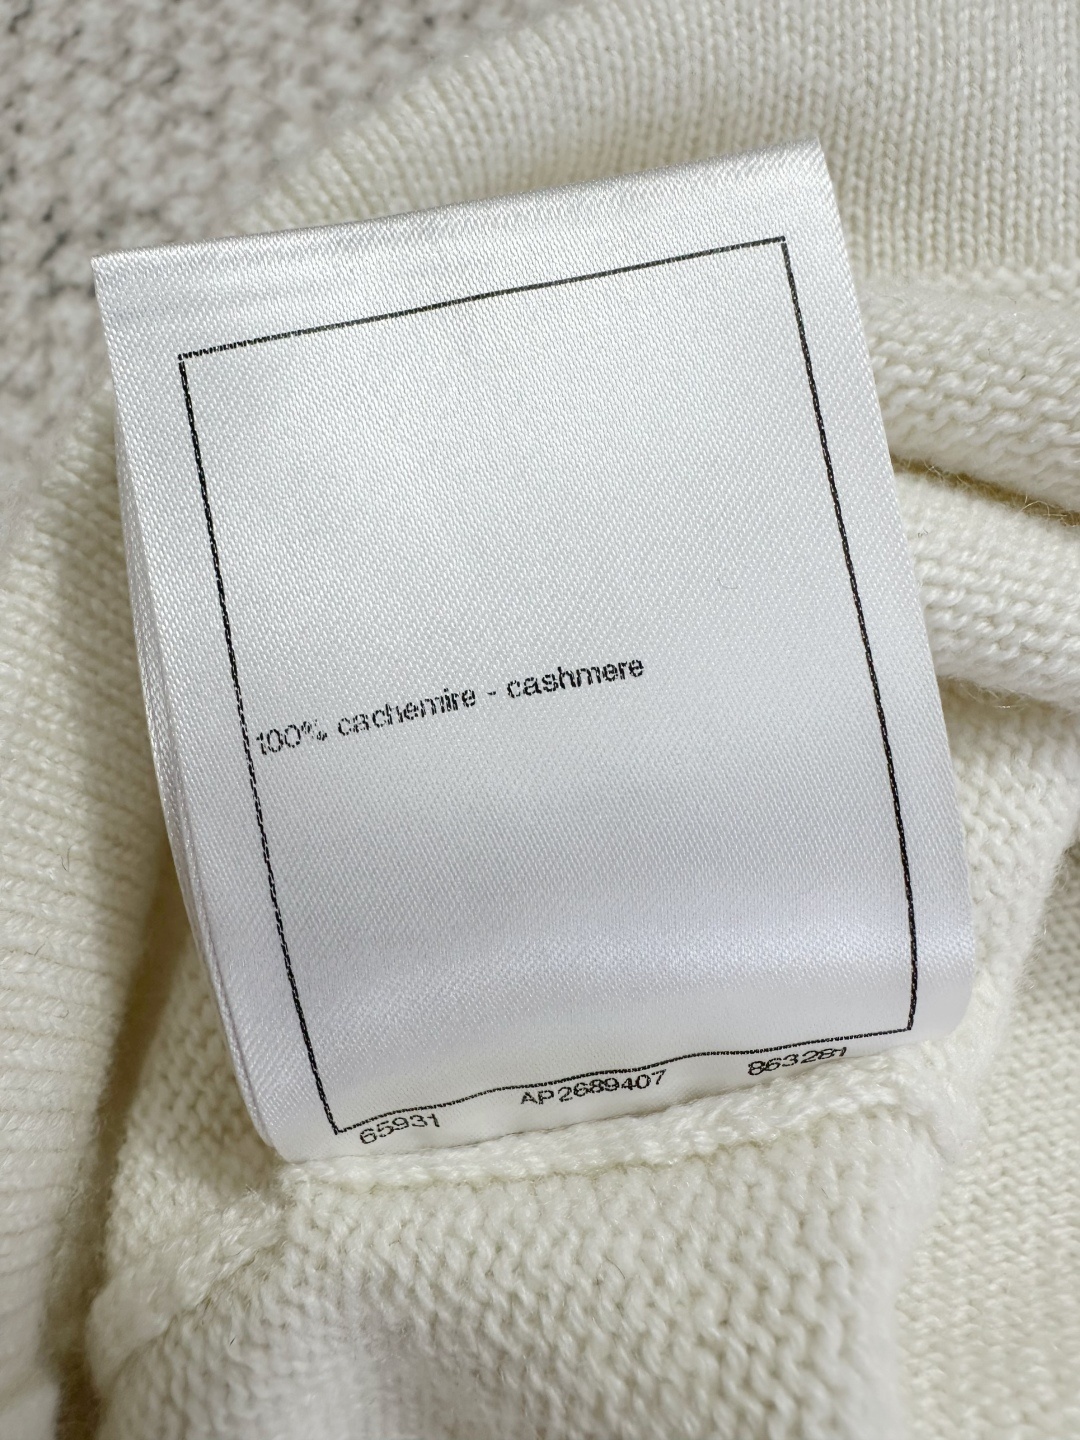 100% cachemire - cashmere
65931 AP2689407 863281